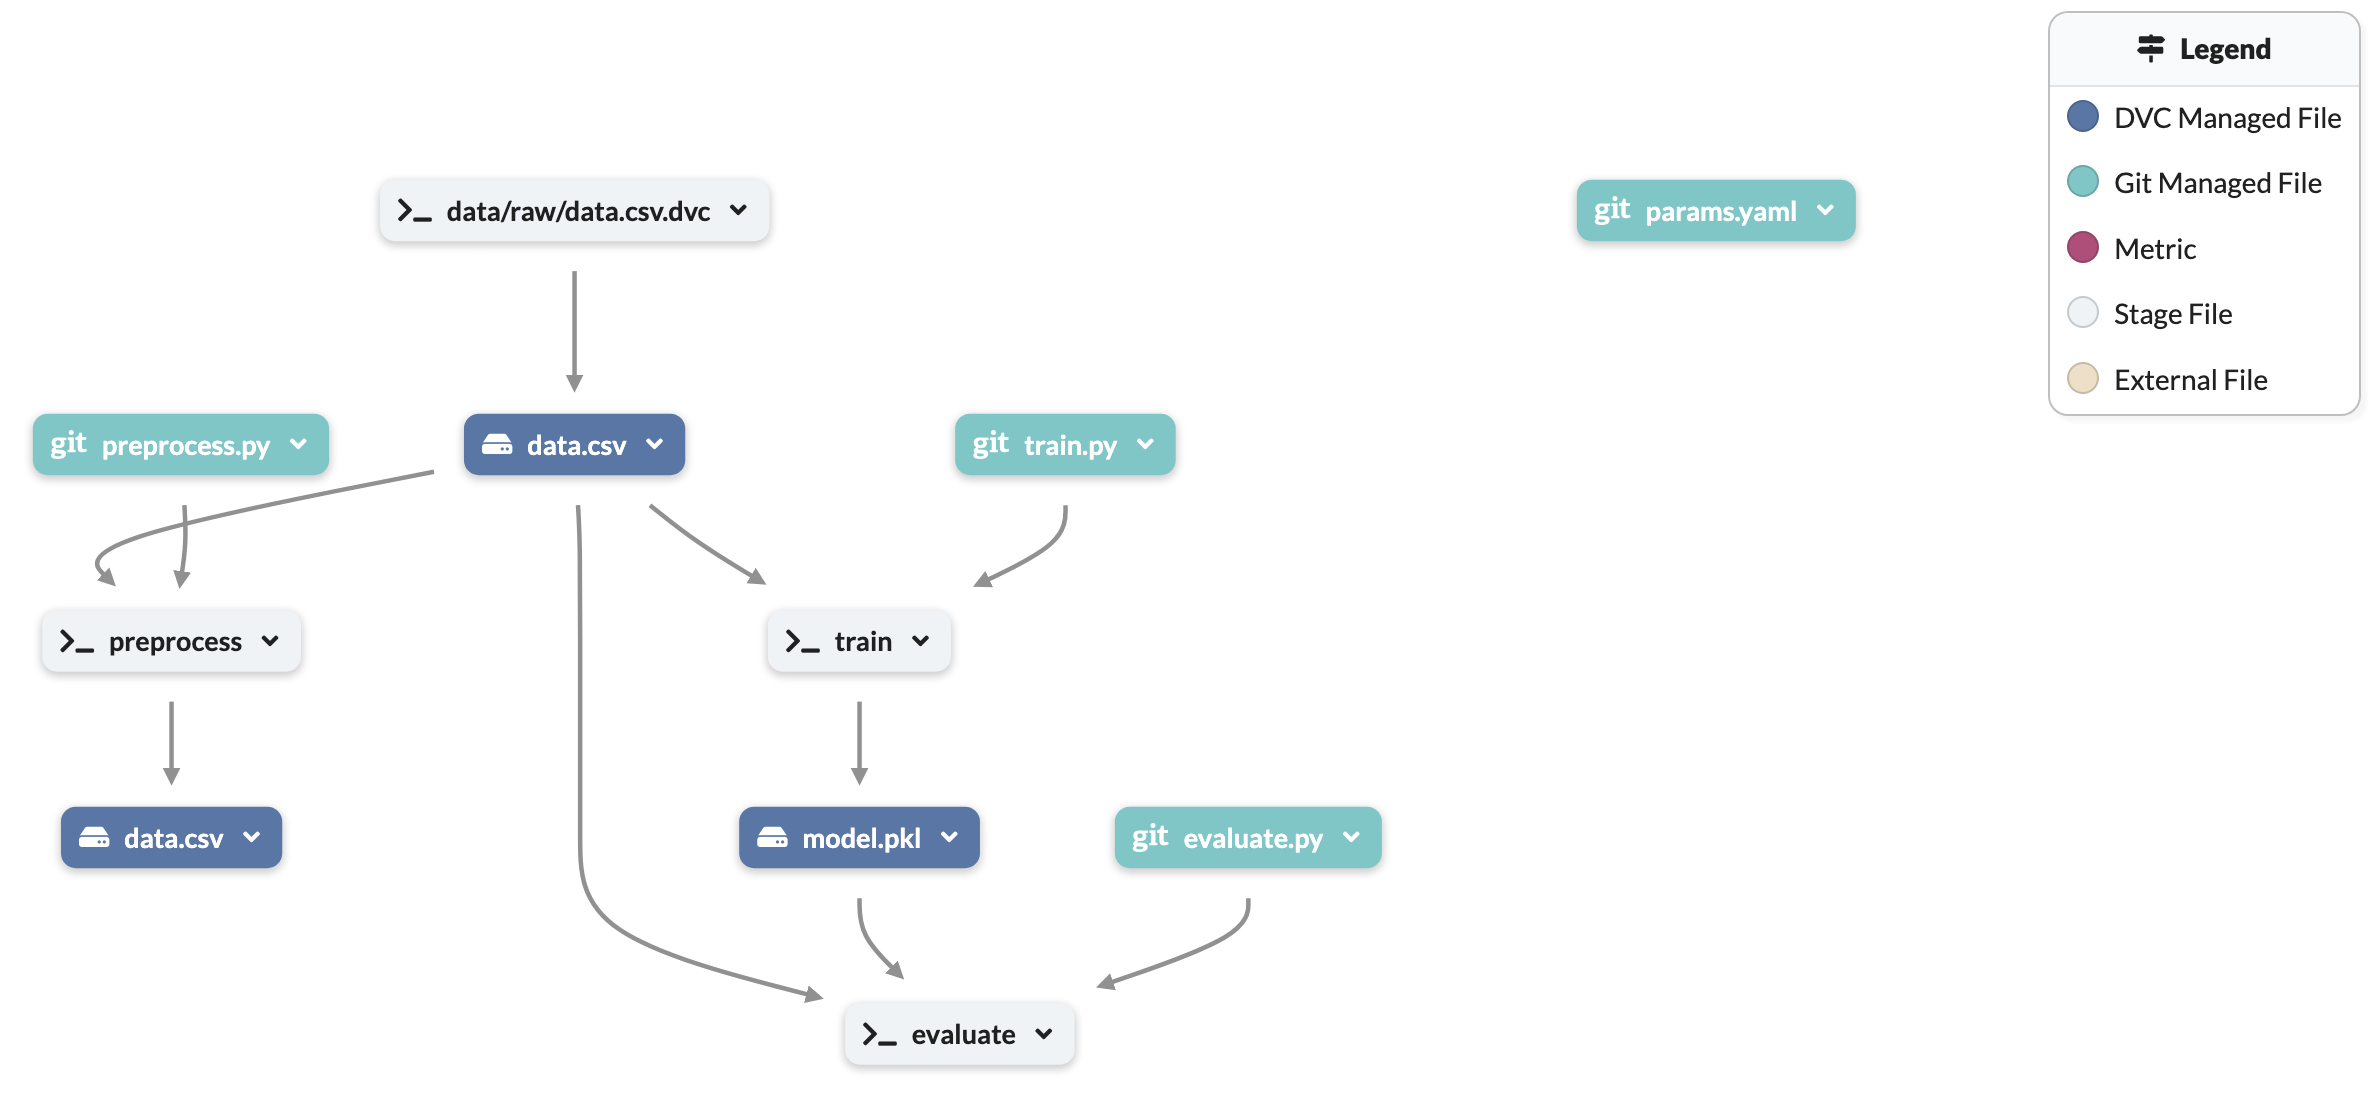 Legend
DVC Managed File
Git Managed File
Metric
Stage File
External File
>_ data/raw/data.csv.dvc
git params.yaml
git preprocess.py
data.csv
git train.py
>_ preprocess
>_ train
data.csv
model.pkl
git evaluate.py
>_ evaluate